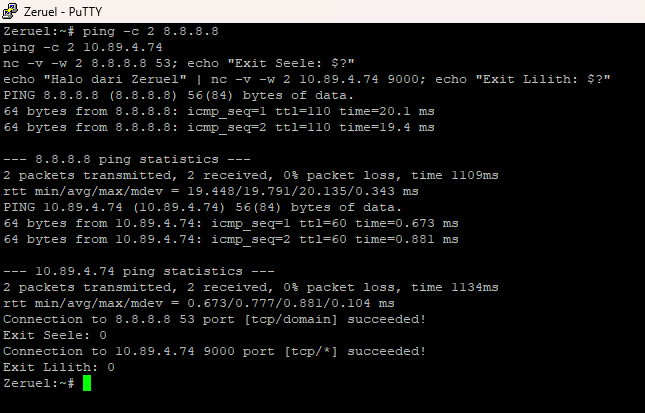 Zeruel - PuTTY
Zeruel:~# ping -c 2 8.8.8.8
ping -c 2 10.89.4.74
nc -v -w 2 8.8.8.8 53; echo "Exit Seele: $?"
echo "Halo dari Zeruel" | nc -v -w 2 10.89.4.74 9000; echo "Exit Lilith: $?"
PING 8.8.8.8 (8.8.8.8) 56(84) bytes of data.
64 bytes from 8.8.8.8: icmp_seq=1 ttl=110 time=20.1 ms
64 bytes from 8.8.8.8: icmp_seq=2 ttl=110 time=19.4 ms

--- 8.8.8.8 ping statistics ---
2 packets transmitted, 2 received, 0% packet loss, time 1109ms
rtt min/avg/max/mdev = 19.448/19.791/20.135/0.343 ms
PING 10.89.4.74 (10.89.4.74) 56(84) bytes of data.
64 bytes from 10.89.4.74: icmp_seq=1 ttl=60 time=0.673 ms
64 bytes from 10.89.4.74: icmp_seq=2 ttl=60 time=0.881 ms

--- 10.89.4.74 ping statistics ---
2 packets transmitted, 2 received, 0% packet loss, time 1134ms
rtt min/avg/max/mdev = 0.673/0.777/0.881/0.104 ms
Connection to 8.8.8.8 53 port [tcp/domain] succeeded!
Exit Seele: 0
Connection to 10.89.4.74 9000 port [tcp/*] succeeded!
Exit Lilith: 0
Zeruel:~#